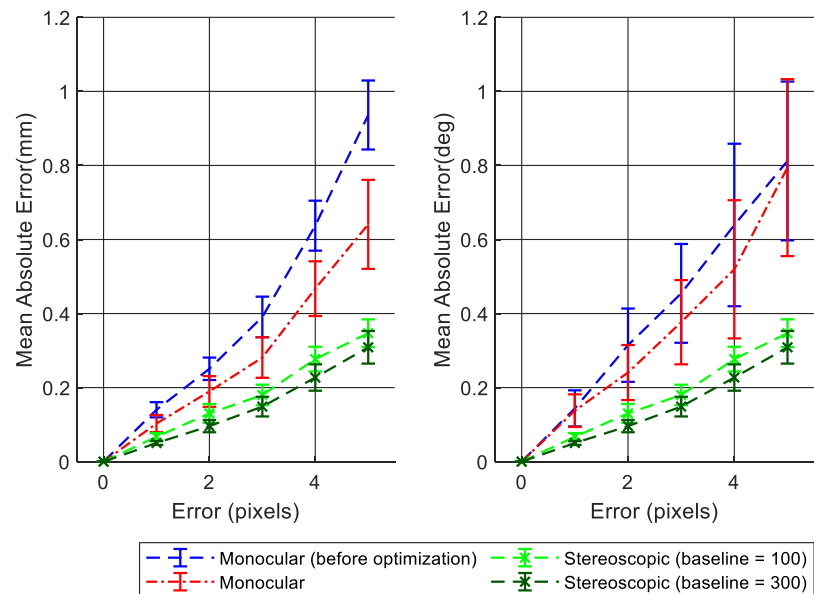 1.2
1
0.8
0.6
0.4
0.2
0
Mean Absolute Error(mm)
0
2
4
Error (pixels)
1.2
1
0.8
0.6
0.4
0.2
0
Mean Absolute Error(deg)
0
2
4
Error (pixels)
Monocular (before optimization)
Monocular
Stereoscopic (baseline = 100)
Stereoscopic (baseline = 300)